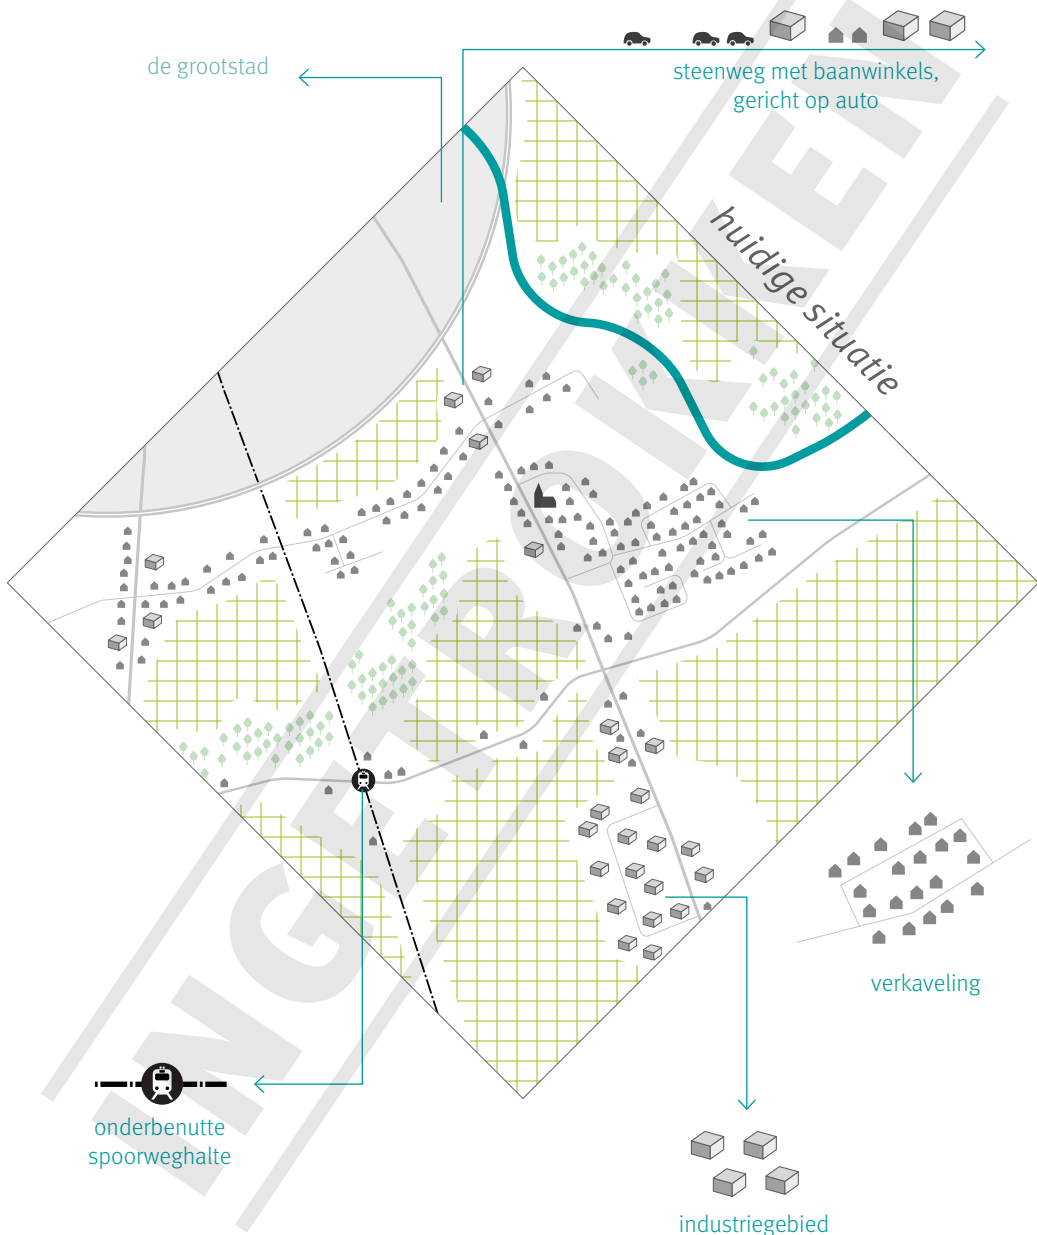 de grootstad
steenweg met baanwinkels,
gericht op auto
huidige situatie
INGETROKKEN
verkaveling
onderbenutte
spoorweghalte
industriegebied